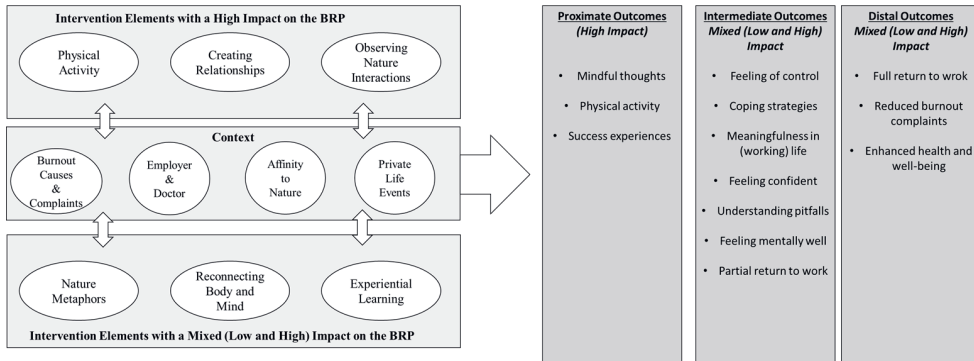 Intervention Elements with a High Impact on the BRP
Physical
Activity
Creating
Relationships
Observing
Nature
Interactions
Context
Burnout
Causes
&
Complaints
Employer
&
Doctor
Affinity
to
Nature
Private
Life
Events
Nature
Metaphors
Reconnecting
Body and
Mind
Experiential
Learning
Intervention Elements with a Mixed (Low and High) Impact on the BRP
Proximate Outcomes
(High Impact)
• Mindful thoughts
• Physical activity
• Success experiences
Intermediate Outcomes
Mixed (Low and High)
Impact
• Feeling of control
• Coping strategies
• Meaningfulness in
(working) life
• Feeling confident
• Understanding pitfalls
• Feeling mentally well
• Partial return to work
Distal Outcomes
Mixed (Low and High)
Impact
• Full return to wrok
• Reduced burnout
complaints
• Enhanced health and
well-being